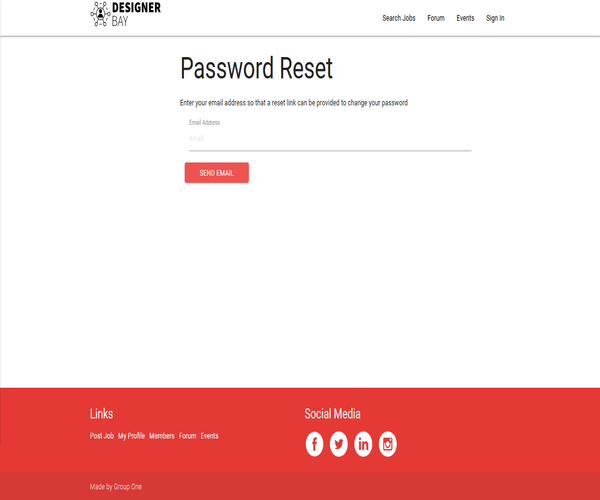 DESIGNER
BAY
Search Jobs Forum Events Sign In
Password Reset
Enter your email address so that a reset link can be provided to change your password
Email Address
email
SEND EMAIL
Links
Social Media
Post Job My Profile Members Forum Events
Made by Group One